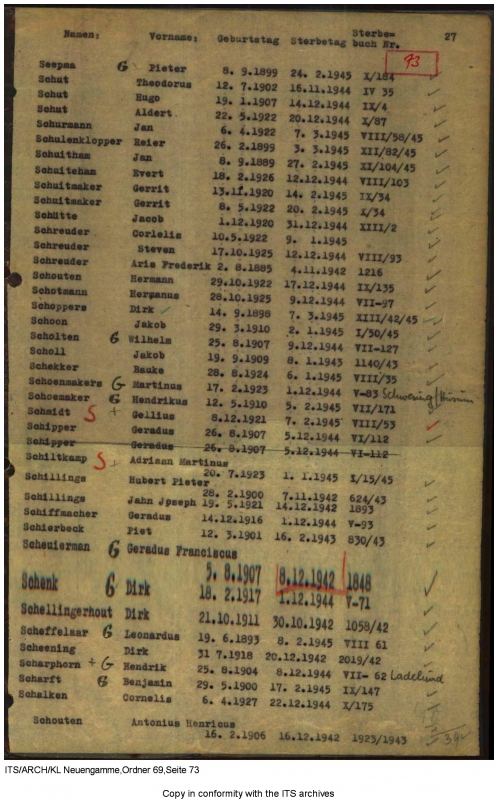 Namen: Vorname: Geburtstag Sterbetag Sterbebuch Nr. 27
93
Seepma G Pieter 8. 9.1899 24. 2.1945 X/184
Schut Theodorus 12. 7.1902 16.11.1944 IV 35
Schut Hugo 19. 1.1907 14.12.1944 IX/4
Schut Aldert 22. 5.1922 20.12.1944 X/87
Schurmann Jan 6. 4.1922 7. 3.1945 VIII/58/45
Schulenklopper Reier 26. 2.1899 3. 3.1945 XII/82/45
Schuitham Jan 8. 9.1889 27. 2.1945 XI/104/45
Schuiteham Evert 18. 2.1926 12.12.1944 VIII/103
Schuitmaker Gerrit 13.11.1920 14. 2.1945 IX/34
Schuitmaker Gerrit 8. 5.1922 20. 2.1945 X/34
Schütte Jacob 1.12.1920 31.12.1944 XIII/2
Schreuder Corlelis 10.5.1922 9. 1.1945
Schreuder Steven 17.10.1925 12.12.1944 VIII/93
Schreuder Arie Frederik 2. 8.1885 4.11.1942 1216
Schouten Hermann 29.10.1922 17.12.1944 IX/135
Schotmann Hermanus 28.10.1925 9.12.1944 VII-97
Schoppers Dirk 14. 9.1898 7. 3.1945 XIII/42/45
Schoon Jakob 29. 3.1910 2. 1.1945 I/50/45
Scholten G Wilhelm 25. 8.1907 9.12.1944 VII-127
Scholl Jakob 19. 9.1909 8. 1.1943 1140/43
Schekker Bauke 28. 8.1924 6. 1.1945 VIII/35
Schoenmakers G Martinus 17. 2.1923 1.12.1944 V-83 Schwesing/Husum
Schoemaker G Hendrikus 12. 5.1910 5. 2.1945 VII/171
Schmidt S + Gellius 8.12.1921 7. 2.1945 VIII/53
Schipper Geradus 26. 8.1907 5.12.1944 VI/112
Schipper Geradus 26. 8.1907 5.12.1944 VI-112
Schiltkamp S Adriann Martinus
20. 7.1923 1. 1.1945 X/15/45
Schillings Hubert Pieter
28. 2.1900 7.11.1942 624/43
Schillings Jahn Jpseph 19. 5.1921 14.12.1942 1893
Schiffmacher Geradus 14.12.1916 1.12.1944 V-93
Schierbeck Piet 12. 3.1901 16. 2.1943 830/43
Scheuierman G Geradus Franciscus
5. 8.1907 8.12.1942 1848
Schenk G Dirk 18. 2.1917 1.12.1944 V-71
Schellingerhout Dirk 21.10.1911 30.10.1942 1058/42
Scheffelaar G Leonardus 19. 6.1893 8. 2.1945 VIII 61
Scheening Dirk 31 7.1918 20.12.1942 2019/42
Scharphorn + G Hendrik 25. 8.1904 8.12.1944 VII- 62 Ladelund
Scharft G Benjamin 29. 5.1900 17. 2.1945 IX/147
Schalken Cornelis 6. 4.1927 22.12.1944 X/175
Schouten Antonius Henricus
16. 2.1906 16.12.1942 1923/1943
ITS/ARCH/KL Neuengamme,Ordner 69,Seite 73
Copy in conformity with the ITS archives